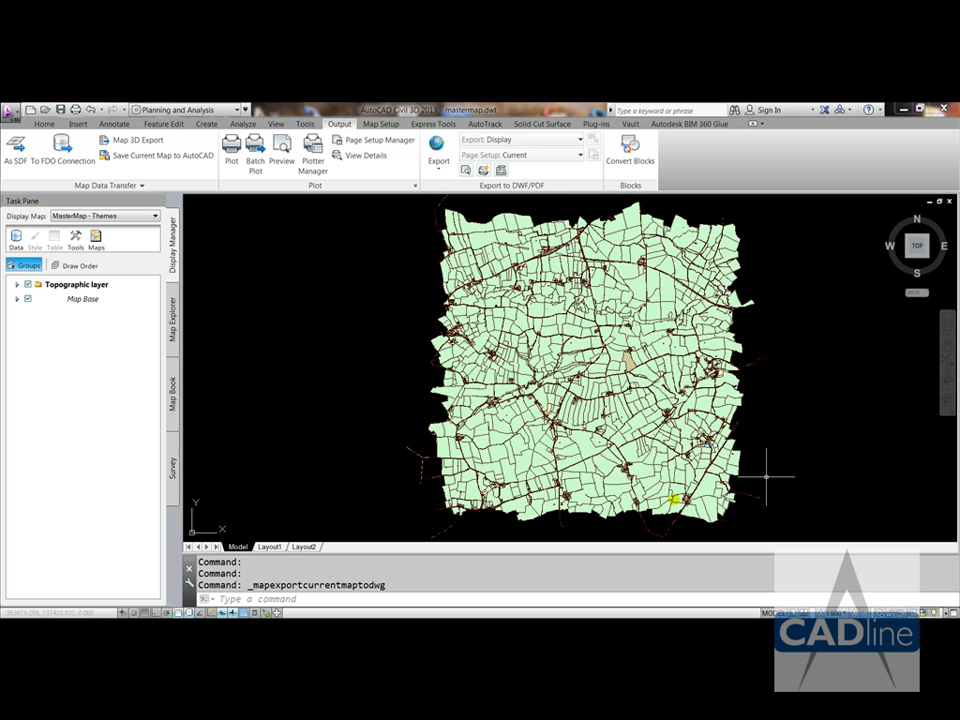 Planning and Analysis
AutoCAD Civil 3D 2013 mastermap.dwt
Type a keyword or phrase
Sign In
Home Insert Annotate Feature Edit Create Analyze View Tools Output Map Setup Express Tools AutoTrack Solid Cut Surface Plug-ins Vault Autodesk BIM 360 Glue
Map 3D Export
Save Current Map to AutoCAD
As SDF To FDO Connection
Plot Batch Plot Preview Plotter Manager
Page Setup Manager
View Details
Export
Export: Display
Page Setup: Current
Convert Blocks
Map Data Transfer
Plot
Export to DWF/PDF
Blocks
Task Pane
Display Map: MasterMap - Themes
Data Style Table Tools Maps
Groups Draw Order
Topographic layer
Map Base
Display Manager
Map Explorer
Map Book
Survey
N
W TOP E
S
Y
X
Model Layout1 Layout2
Command:
Command:
Command: _mapexportcurrentmaptodwg
Type a command
MODEL
CADline